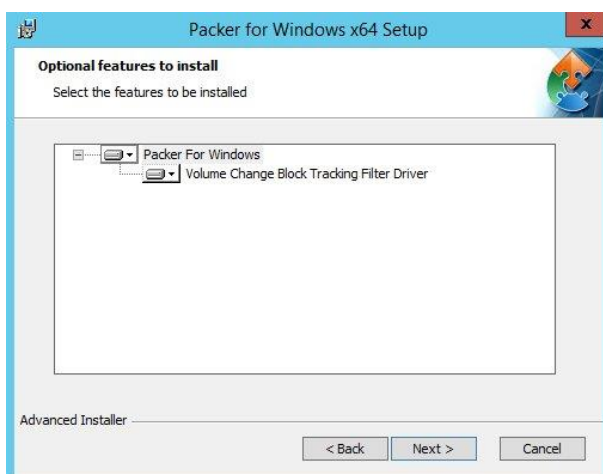 Packer for Windows x64 Setup
x
Optional features to install
Select the features to be installed
Packer For Windows
Volume Change Block Tracking Filter Driver
Advanced Installer
< Back Next > Cancel